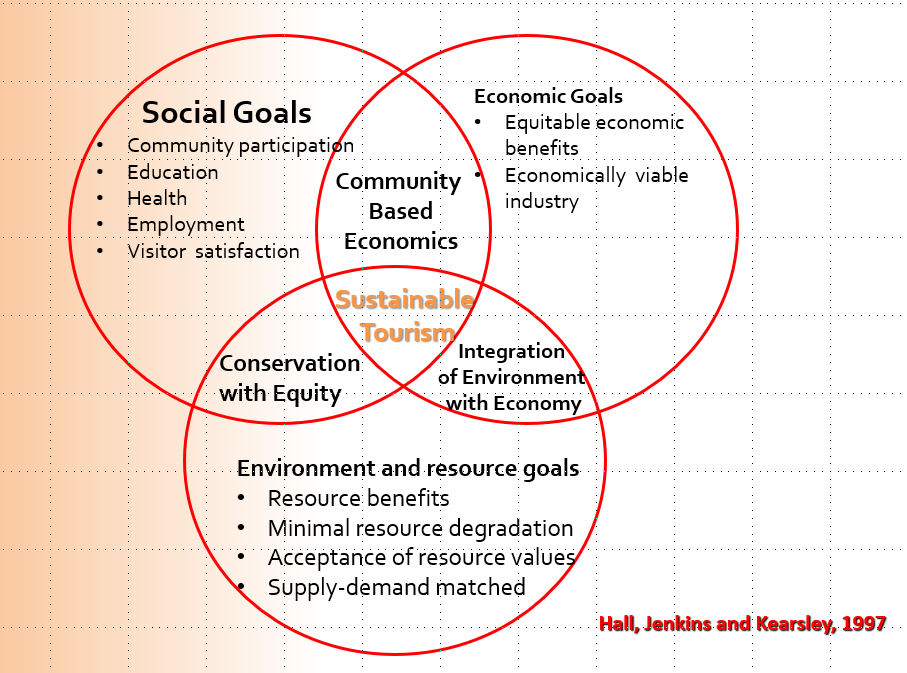 Social Goals
• Community participation
• Education
• Health
• Employment
• Visitor satisfaction
Economic Goals
• Equitable economic
benefits
• Economically viable
industry
Community
Based
Economics
Sustainable
Tourism
Conservation
with Equity
Integration
of Environment
with Economy
Environment and resource goals
• Resource benefits
• Minimal resource degradation
• Acceptance of resource values
• Supply-demand matched
Hall, Jenkins and Kearsley, 1997